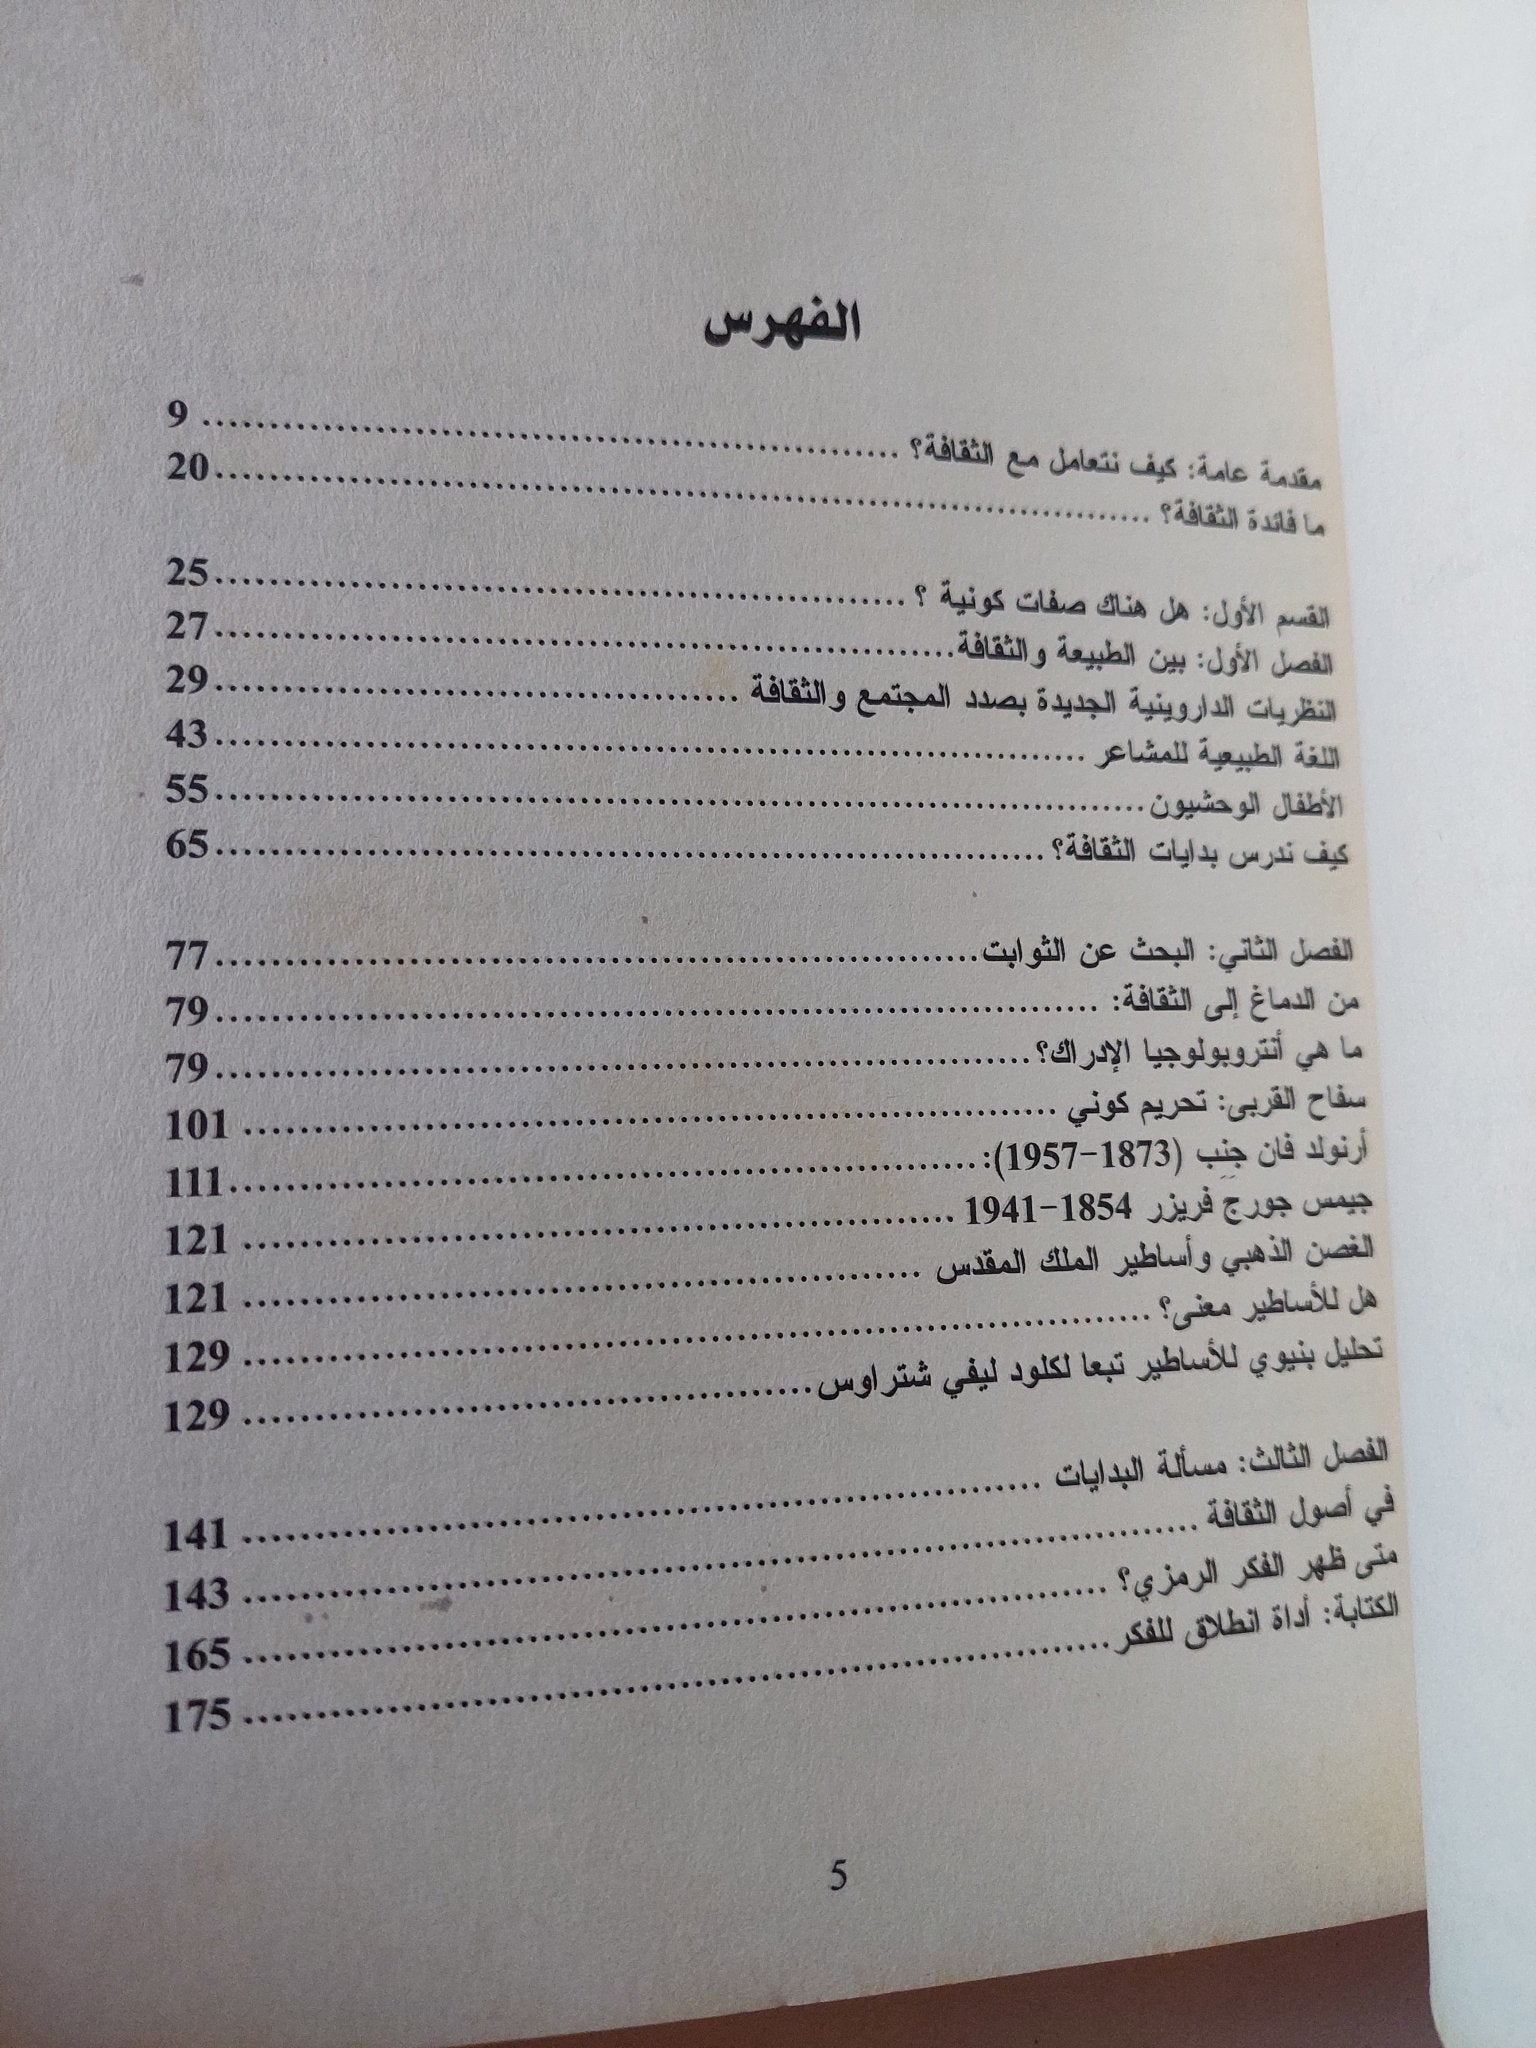 الفهرس
مقدمة عامة: كيف نتعامل مع الثقافة؟ ........ 9
ما فائدة الثقافة؟ ........ 20
القسم الأول: هل هناك صفات كونية ؟ ........ 25
الفصل الأول: بين الطبيعة والثقافة ........ 27
النظريات الداروينية الجديدة بصدد المجتمع والثقافة ........ 29
اللغة الطبيعية للمشاعر ........ 43
الأطفال الوحشيون ........ 55
كيف ندرس بدايات الثقافة؟ ........ 65
الفصل الثاني: البحث عن الثوابت ........ 77
من الدماغ إلى الثقافة: ........ 79
ما هي أنتروبولوجيا الإدراك؟ ........ 79
سفاح القربى: تحريم كوني ........ 101
أرنولد فان جنب (1873-1957): ........ 111
جيمس جورج فريزر 1854-1941 ........ 121
الغصن الذهبي وأساطير الملك المقدس ........ 121
هل للأساطير معنى؟ ........ 129
تحليل بنيوي للأساطير تبعا لكلود ليفي شتراوس ........ 129
الفصل الثالث: مسألة البدايات ........ 141
في أصول الثقافة ........ 143
متى ظهر الفكر الرمزي؟ ........ 165
الكتابة: أداة انطلاق للفكر ........ 175
5